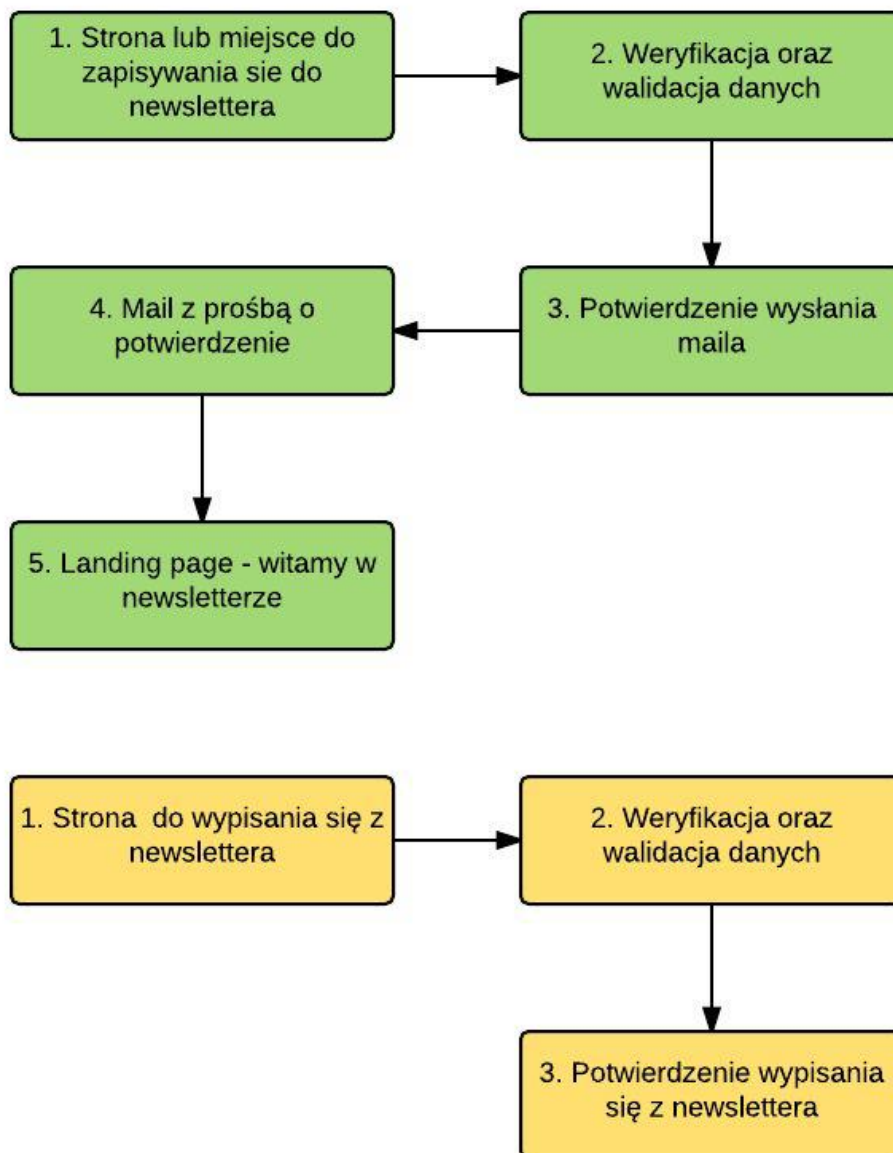 1. Strona lub miejsce do
zapisywania sie do
newslettera
2. Weryfikacja oraz
walidacja danych
3. Potwierdzenie wysłania
maila
4. Mail z prośbą o
potwierdzenie
5. Landing page - witamy w
newsletterze
1. Strona  do wypisania się z
newslettera
2. Weryfikacja oraz
walidacja danych
3. Potwierdzenie wypisania
się z newslettera